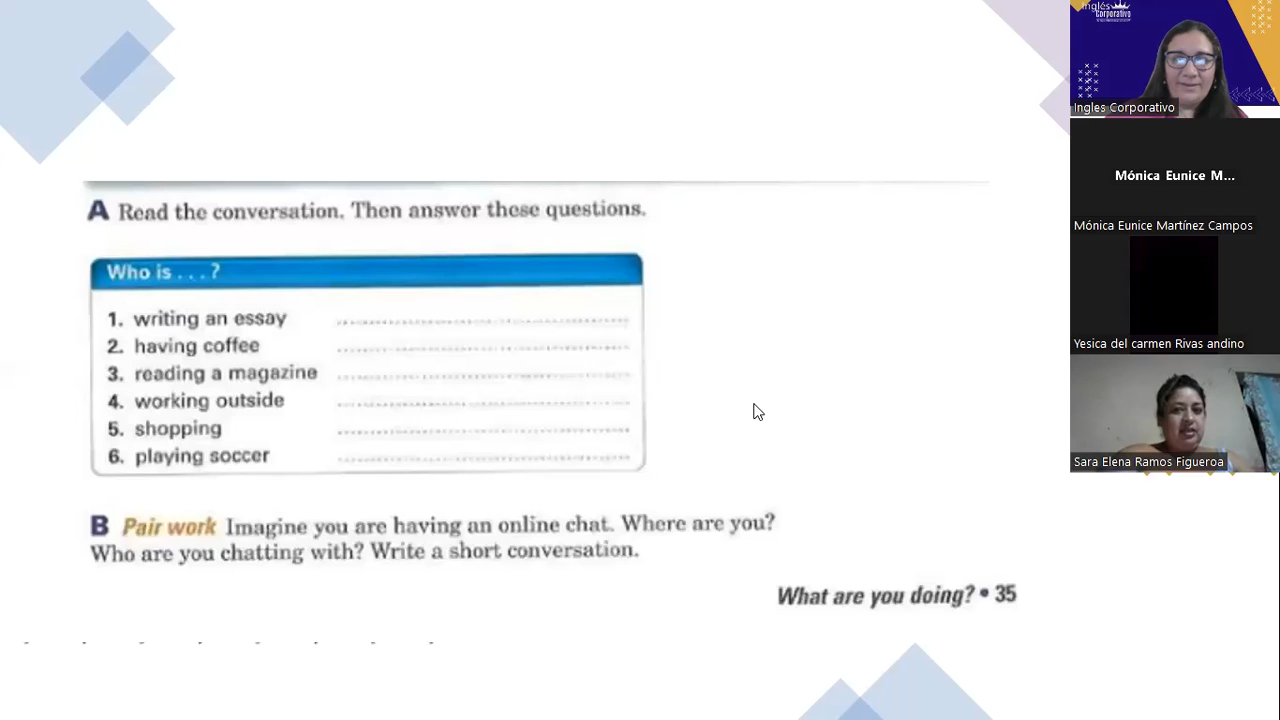 A Read the conversation. Then answer these questions.
Who is . . . ?
1. writing an essay
2. having coffee
3. reading a magazine
4. working outside
5. shopping
6. playing soccer
B Pair work Imagine you are having an online chat. Where are you?
Who are you chatting with? Write a short conversation.
What are you doing? • 35
Inglés
Corporativo
Ingles Corporativo
Mónica Eunice M...
Mónica Eunice Martínez Campos
Yesica del carmen Rivas andino
Sara Elena Ramos Figueroa